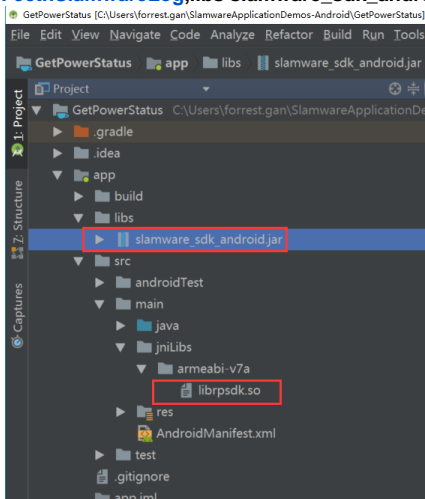 GetPowerStatus [C:\Users\forrest.gan\SlamwareApplicationDemos-Android\GetPowerStatus]
File Edit View Navigate Code Analyze Refactor Build Run Tools
GetPowerStatus app libs slamware_sdk_android.jar
1: Project
Project
GetPowerStatus C:\Users\forrest.gan\SlamwareApplicationDe
.gradle
.idea
app
build
libs
slamware_sdk_android.jar
src
androidTest
main
java
jniLibs
armeabi-v7a
librpsdk.so
res
AndroidManifest.xml
test
.gitignore
app.iml
Z: Structure
Captures